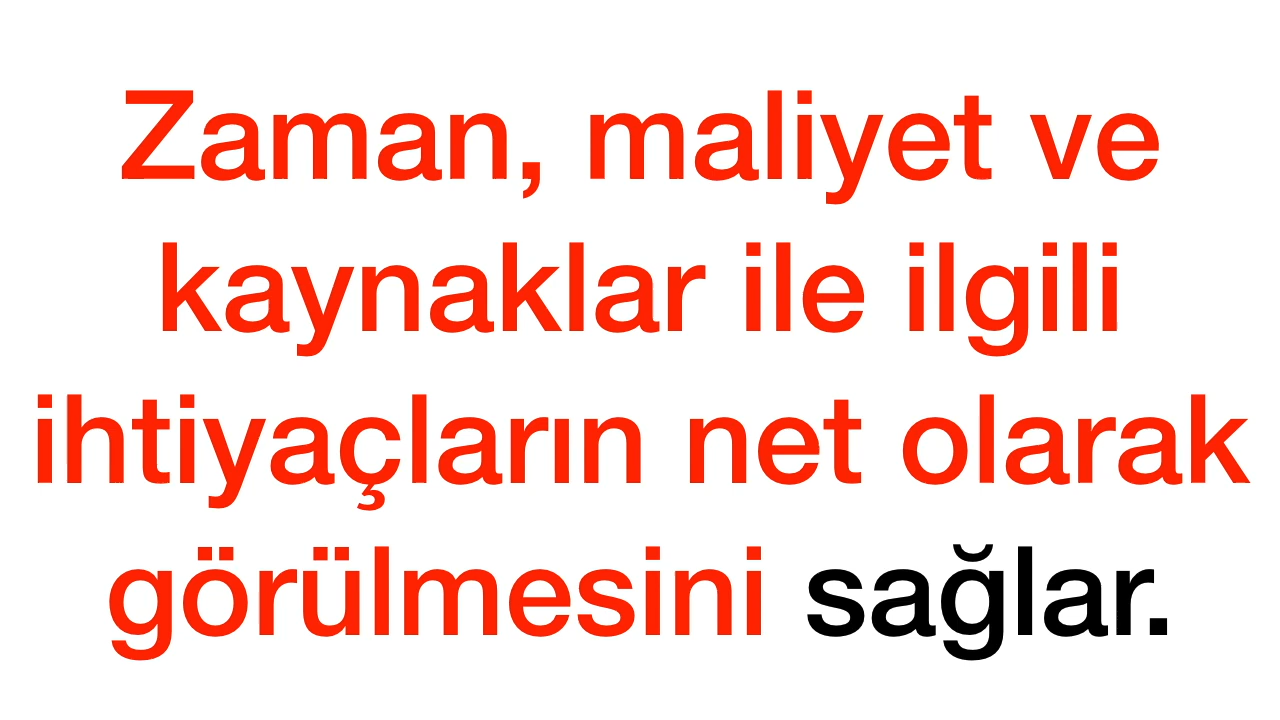 Zaman, maliyet ve
kaynaklar ile ilgili
ihtiyaçların net olarak
görülmesini sağlar.